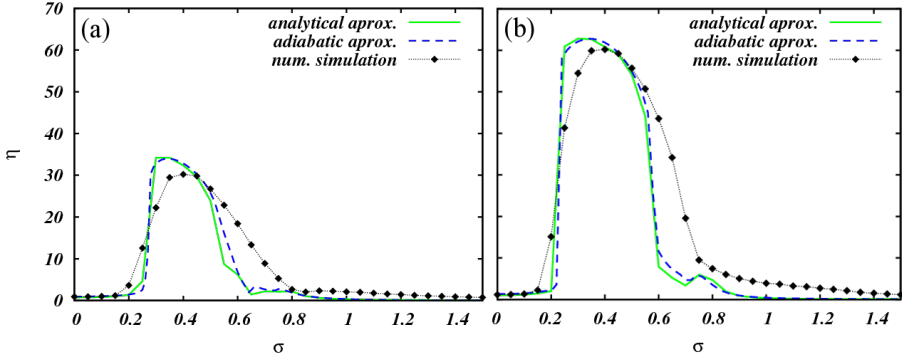 (a)
analytical aprox.
adiabatic aprox.
num. simulation
70
60
50
40
30
20
10
0
η
0 0.2 0.4 0.6 0.8 1 1.2 1.4
σ
(b)
analytical aprox.
adiabatic aprox.
num. simulation
0 0.2 0.4 0.6 0.8 1 1.2 1.4
σ